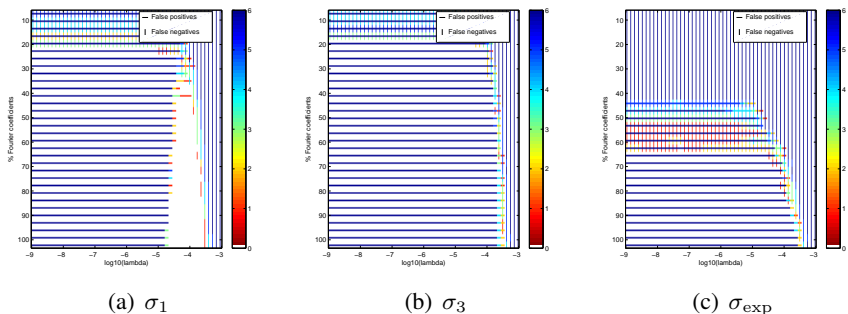 False positives
False negatives
% Fourier coefficients
10
20
30
40
50
60
70
80
90
100
−9 −8 −7 −6 −5 −4 −3
log10(lambda)
6
5
4
3
2
1
0
(a) σ1
False positives
False negatives
% Fourier coefficients
10
20
30
40
50
60
70
80
90
100
−9 −8 −7 −6 −5 −4 −3
log10(lambda)
6
5
4
3
2
1
0
(b) σ3
False positives
False negatives
% Fourier coefficients
10
20
30
40
50
60
70
80
90
100
−9 −8 −7 −6 −5 −4 −3
log10(lambda)
6
5
4
3
2
1
0
(c) σexp